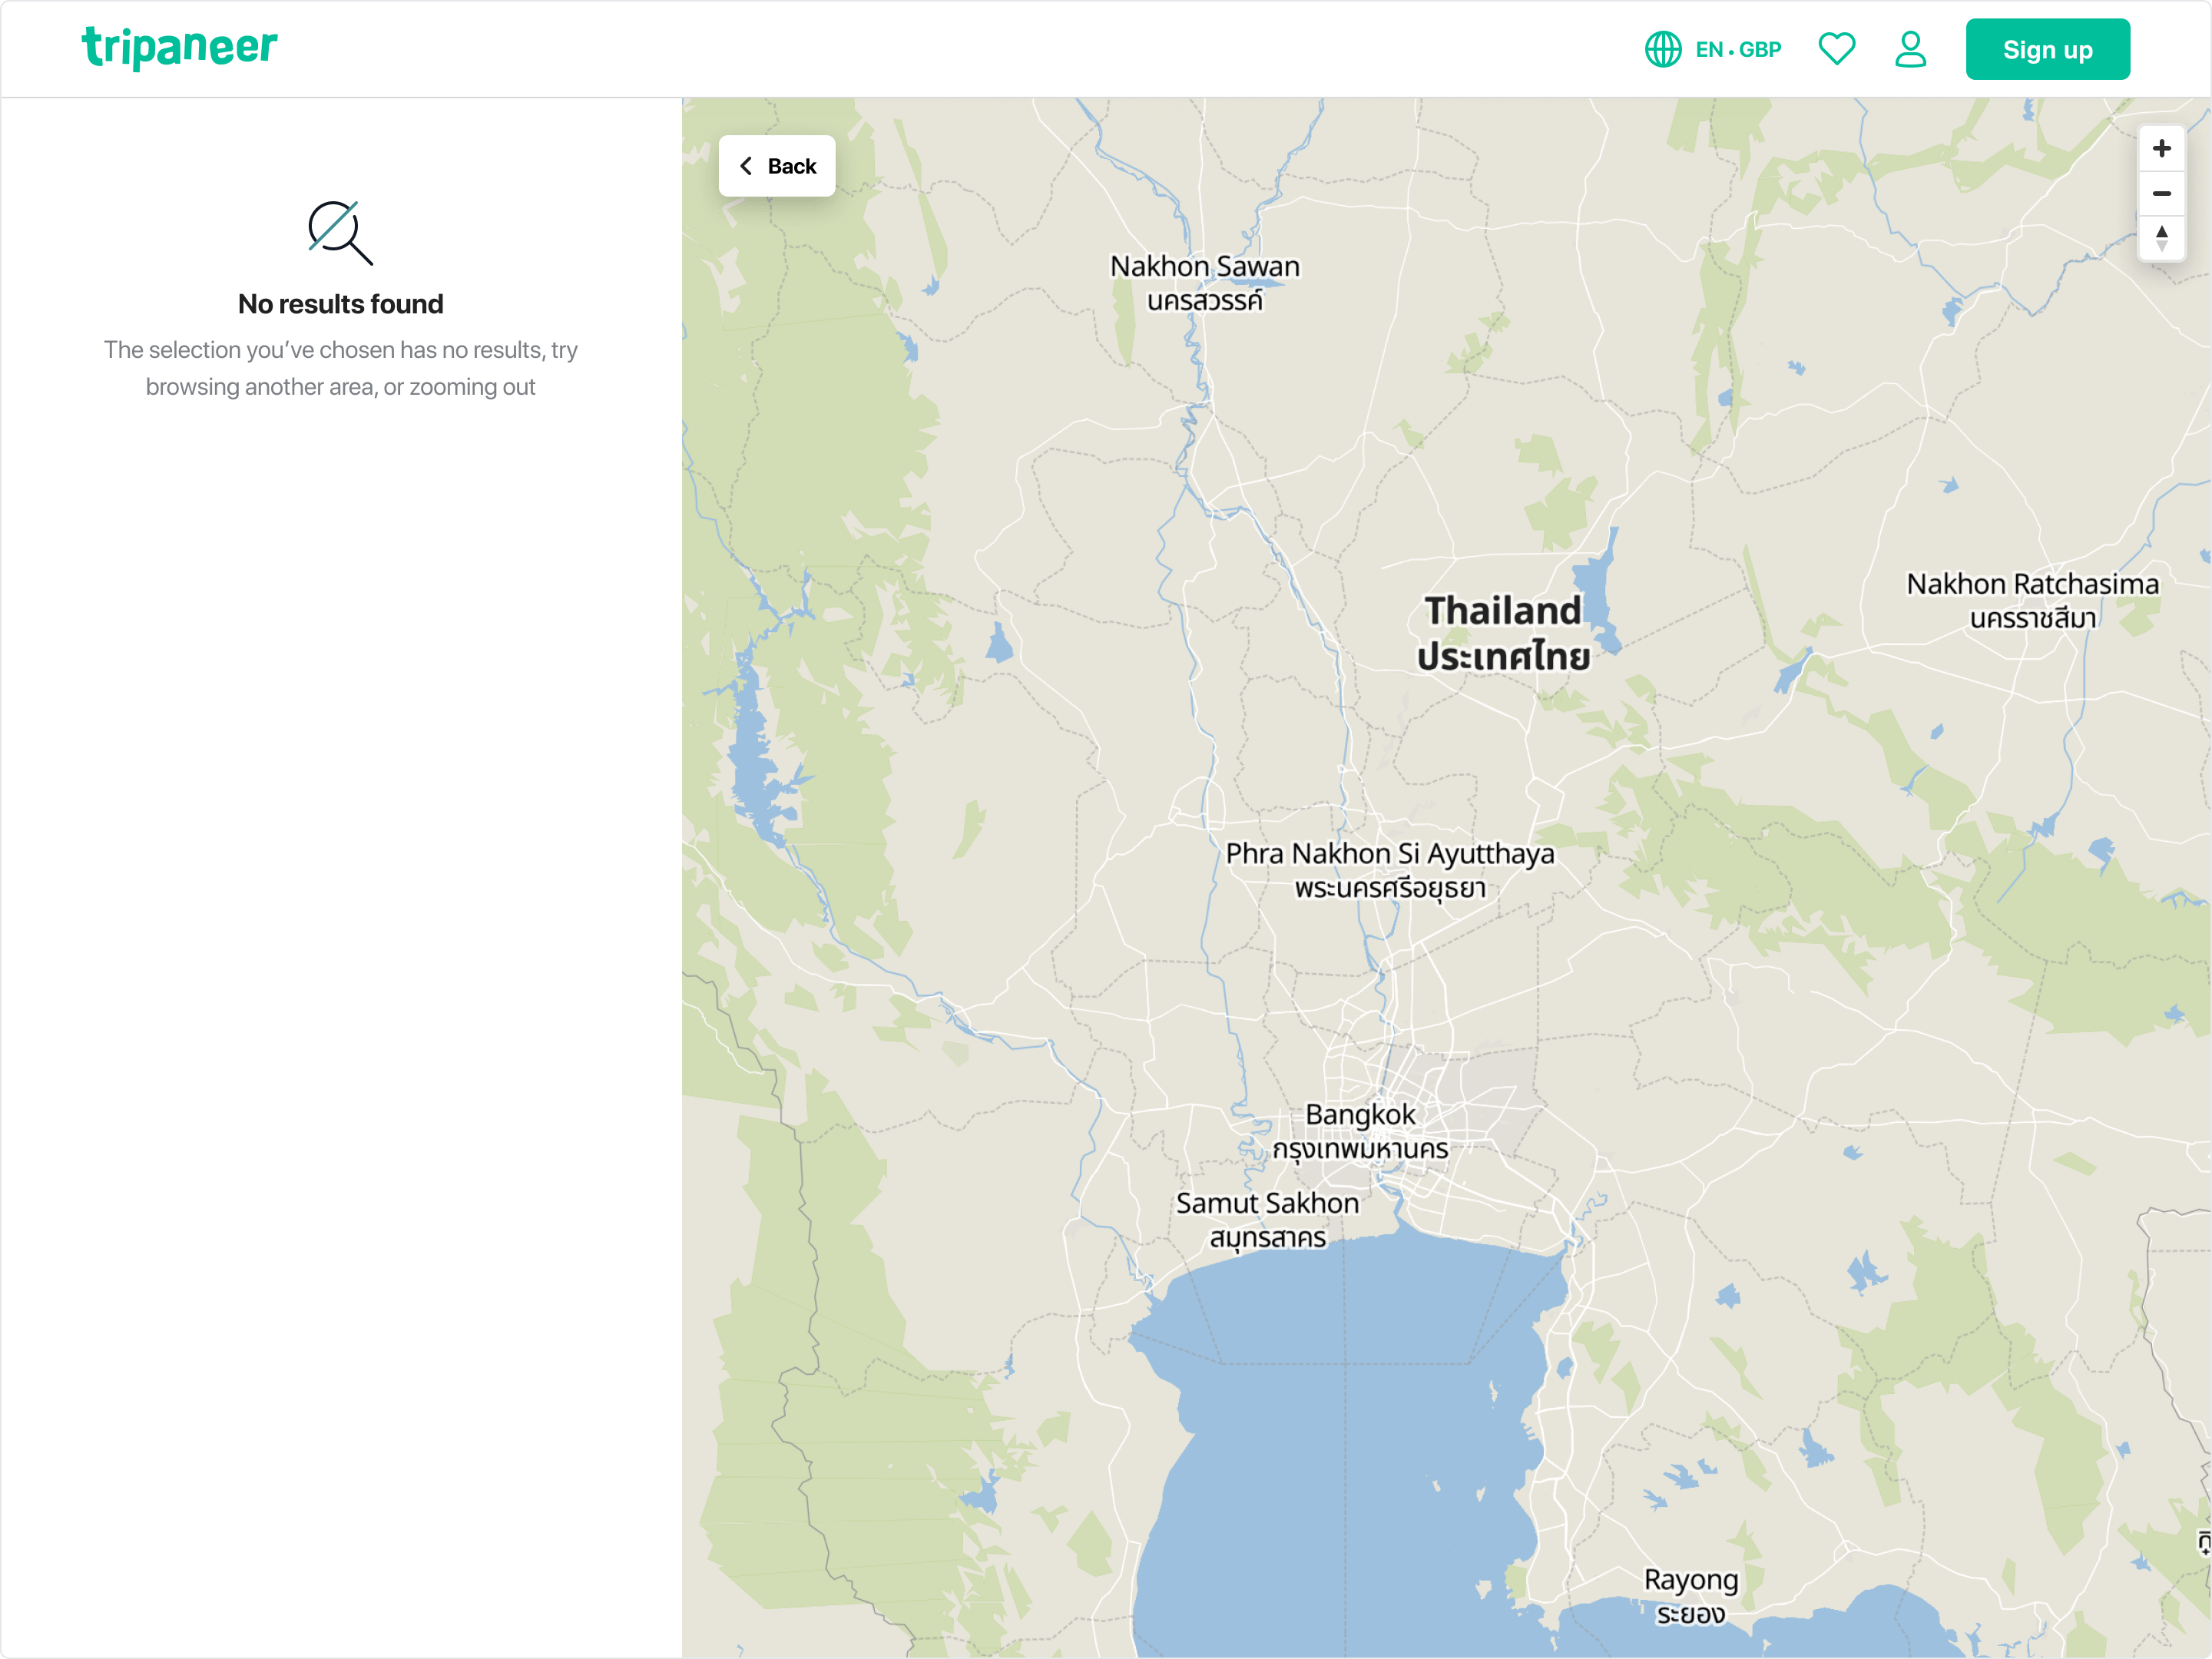 tripaneer
EN • GBP
Sign up
No results found
The selection you’ve chosen has no results, try
browsing another area, or zooming out
Back
Nakhon Sawan
นครสวรรค์
Thailand
ประเทศไทย
Nakhon Ratchasima
นครราชสีมา
Phra Nakhon Si Ayutthaya
พระนครศรีอยุธยา
Bangkok
กรุงเทพมหานคร
Samut Sakhon
สมุทรสาคร
Rayong
ระยอง